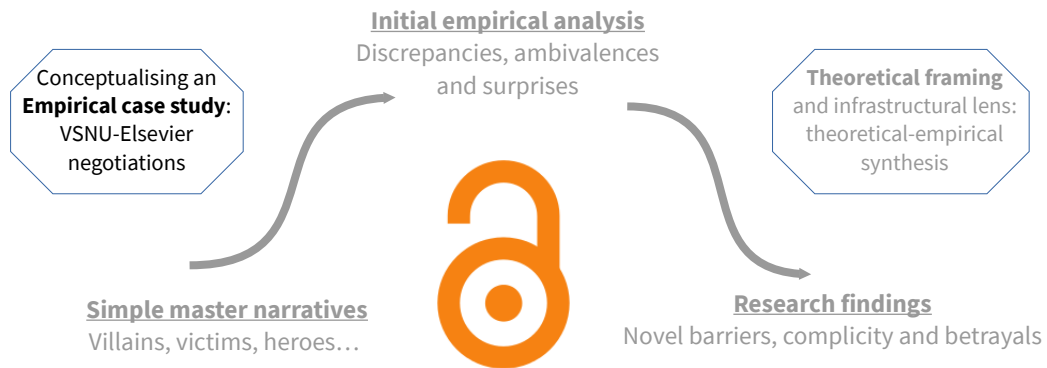 Initial empirical analysis
Discrepancies, ambivalences
and surprises
Conceptualising an
Empirical case study:
VSNU-Elsevier
negotiations
Theoretical framing
and infrastructural lens:
theoretical-empirical
synthesis
Simple master narratives
Villains, victims, heroes…
Research findings
Novel barriers, complicity and betrayals